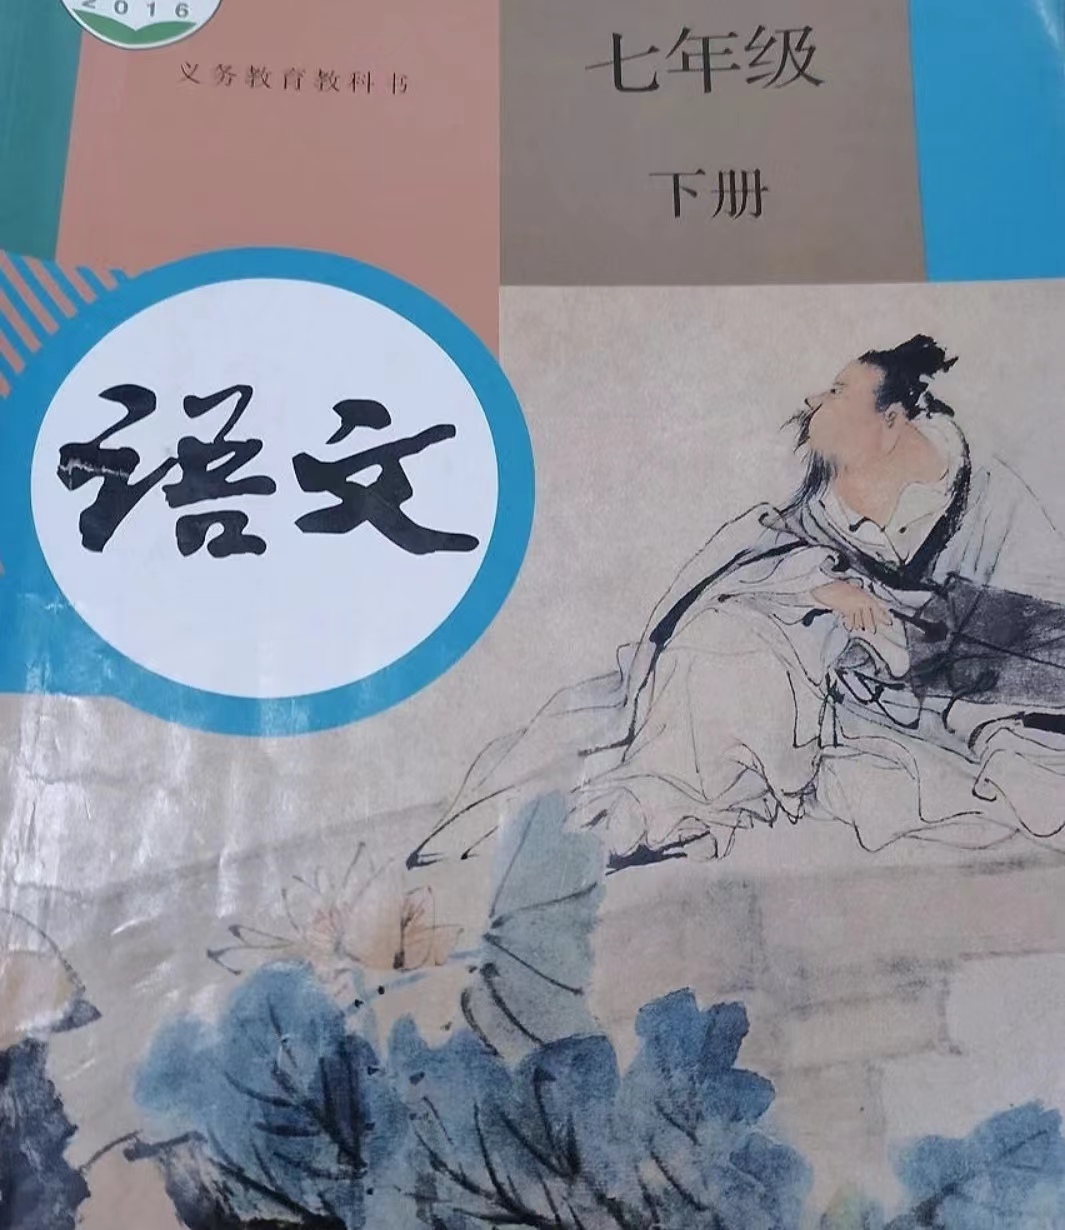 2016
义务教育教科书
七年级
下册
语文